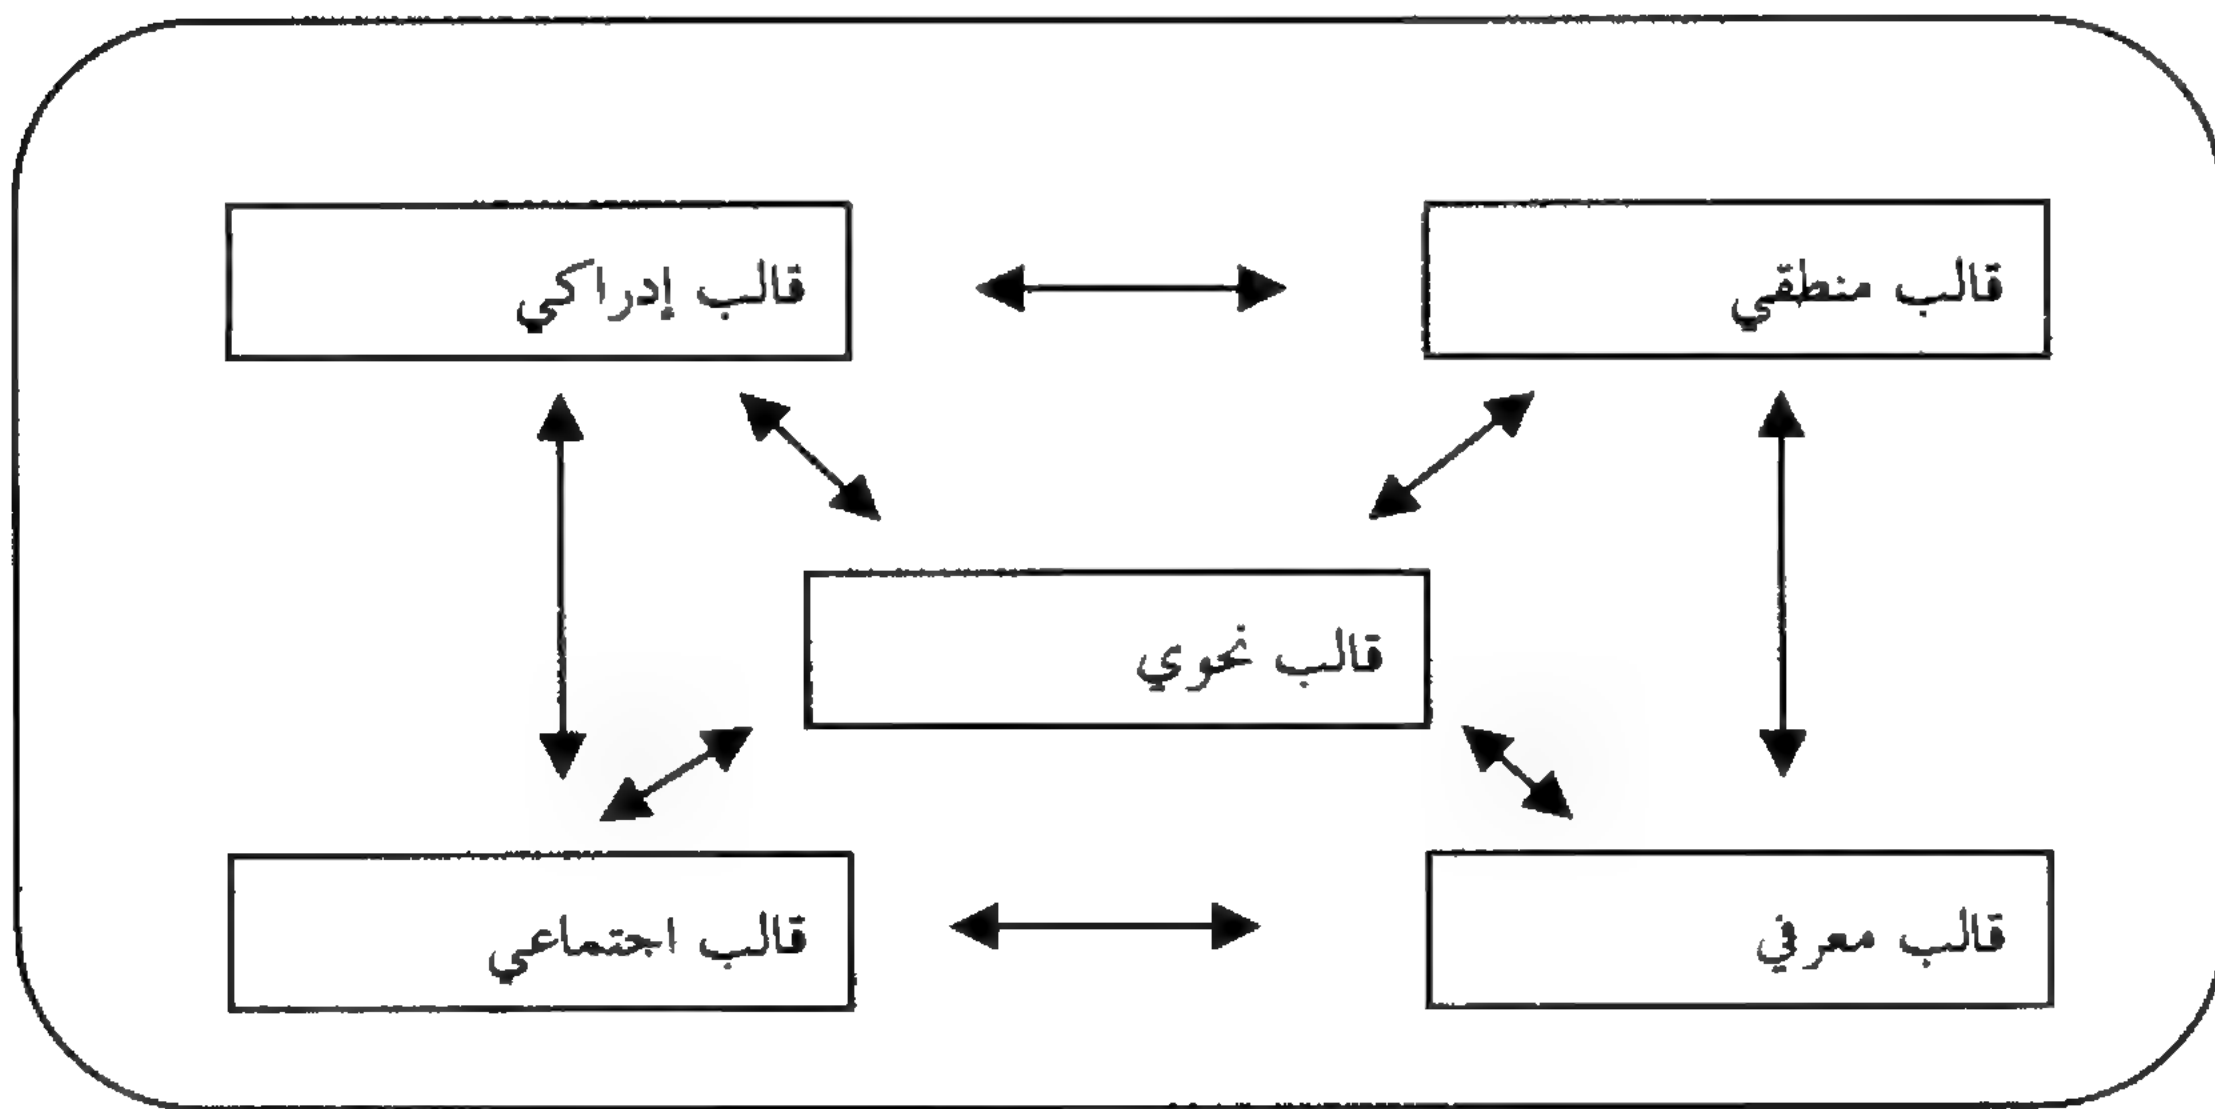 قالب منطقي
قالب إدراكي
قالب نحوي
قالب معرفي
قالب اجتماعي